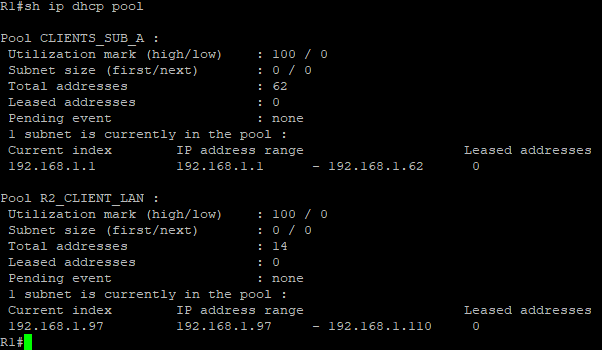 R1#sh ip dhcp pool
Pool CLIENTS_SUB_A :
Utilization mark (high/low)    : 100 / 0
Subnet size (first/next)       : 0 / 0
Total addresses                : 62
Leased addresses               : 0
Pending event                  : none
1 subnet is currently in the pool :
Current index        IP address range                    Leased addresses
192.168.1.1          192.168.1.1      - 192.168.1.62      0
Pool R2_CLIENT_LAN :
Utilization mark (high/low)    : 100 / 0
Subnet size (first/next)       : 0 / 0
Total addresses                : 14
Leased addresses               : 0
Pending event                  : none
1 subnet is currently in the pool :
Current index        IP address range                    Leased addresses
192.168.1.97         192.168.1.97     - 192.168.1.110     0
R1#